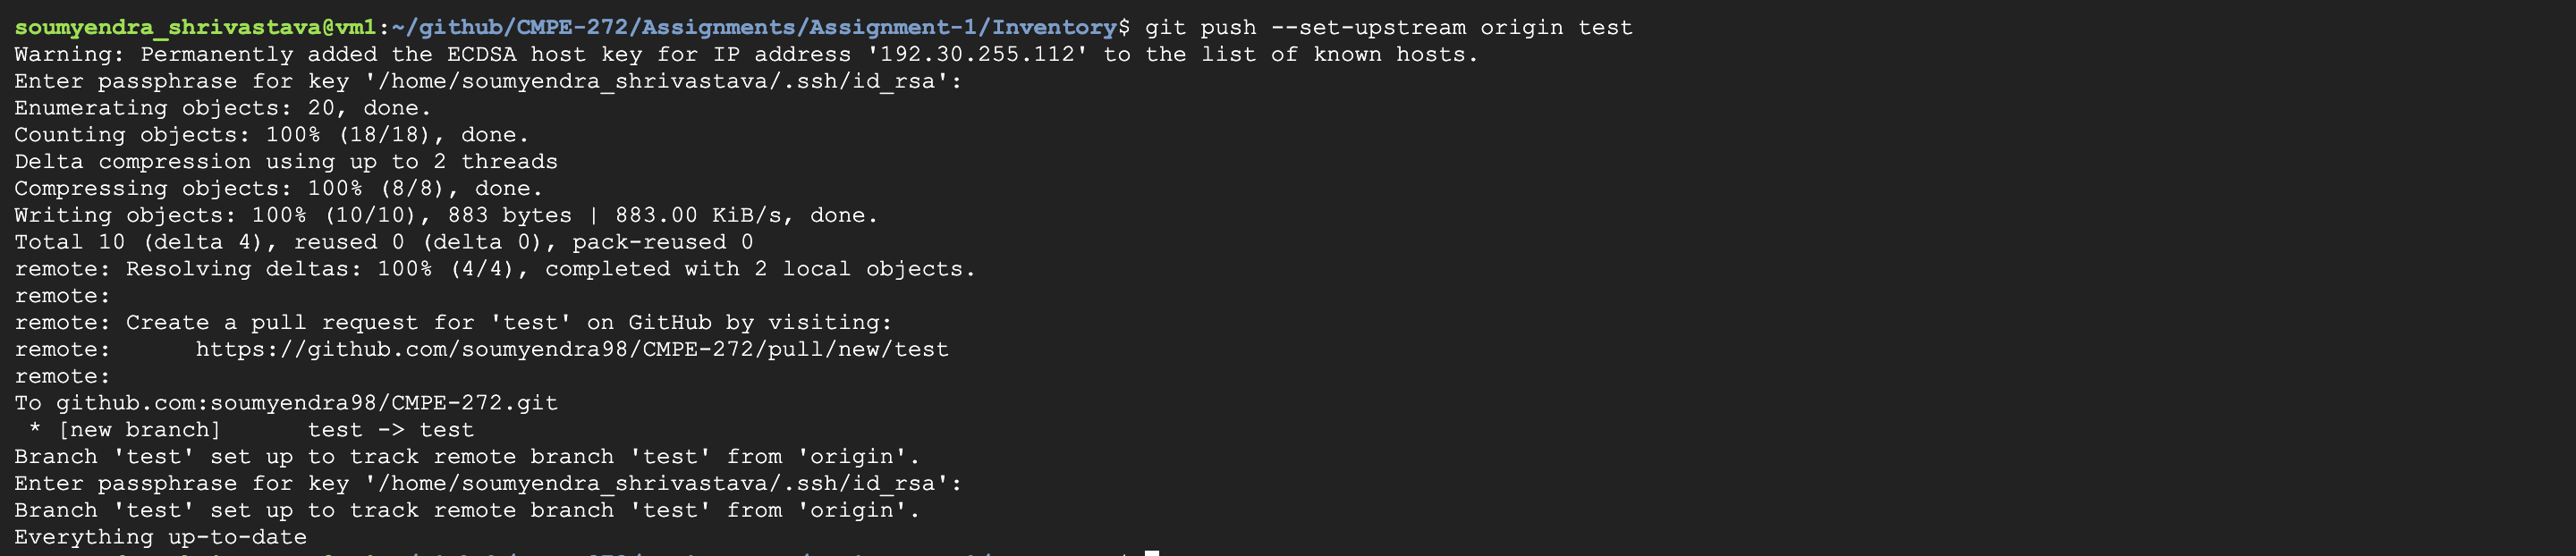 soumyendra_shrivastava@vm1:~/github/CMPE-272/Assignments/Assignment-1/Inventory$ git push --set-upstream origin test
Warning: Permanently added the ECDSA host key for IP address '192.30.255.112' to the list of known hosts.
Enter passphrase for key '/home/soumyendra_shrivastava/.ssh/id_rsa':
Enumerating objects: 20, done.
Counting objects: 100% (18/18), done.
Delta compression using up to 2 threads
Compressing objects: 100% (8/8), done.
Writing objects: 100% (10/10), 883 bytes | 883.00 KiB/s, done.
Total 10 (delta 4), reused 0 (delta 0), pack-reused 0
remote: Resolving deltas: 100% (4/4), completed with 2 local objects.
remote:
remote: Create a pull request for 'test' on GitHub by visiting:
remote:      https://github.com/soumyendra98/CMPE-272/pull/new/test
remote:
To github.com:soumyendra98/CMPE-272.git
 * [new branch]      test -> test
Branch 'test' set up to track remote branch 'test' from 'origin'.
Enter passphrase for key '/home/soumyendra_shrivastava/.ssh/id_rsa':
Branch 'test' set up to track remote branch 'test' from 'origin'.
Everything up-to-date